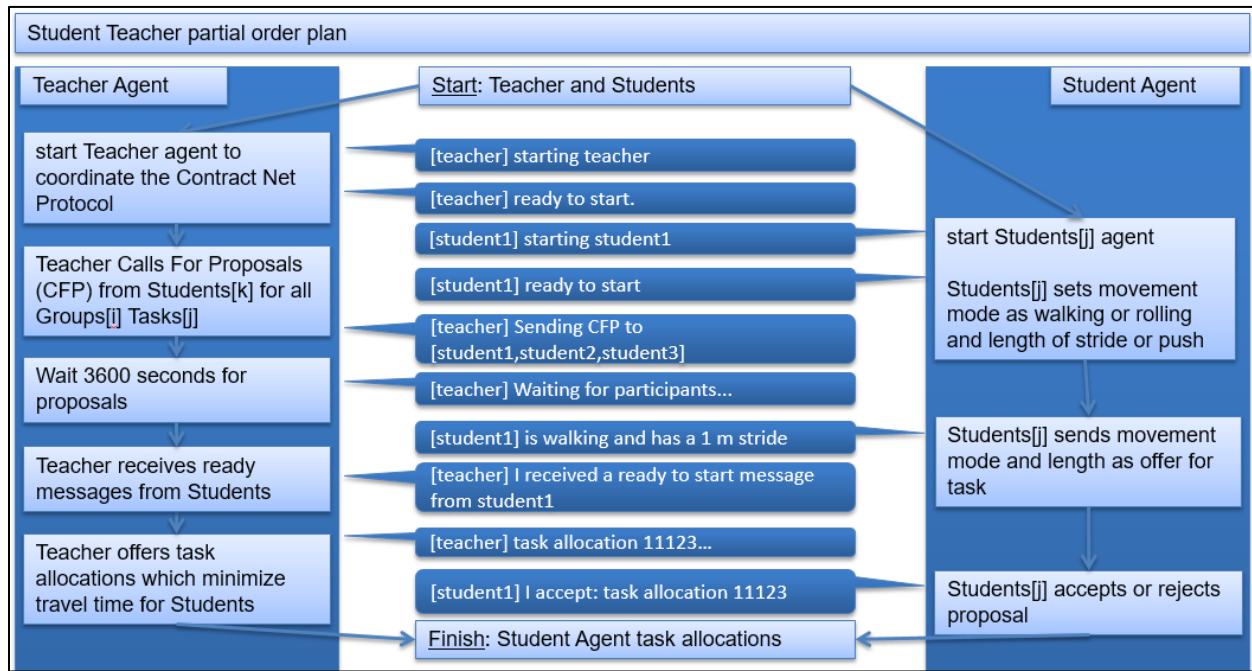 Student Teacher partial order plan
Teacher Agent
Start: Teacher and Students
Student Agent
start Teacher agent to
coordinate the Contract Net
Protocol
Teacher Calls For Proposals
(CFP) from Students[k] for all
Groups[i] Tasks[j]
Wait 3600 seconds for
proposals
Teacher receives ready
messages from Students
Teacher offers task
allocations which minimize
travel time for Students
[teacher] starting teacher
[teacher] ready to start.
[student1] starting student1
[student1] ready to start
[teacher] Sending CFP to
[student1,student2,student3]
[teacher] Waiting for participants...
[student1] is walking and has a 1 m stride
[teacher] I received a ready to start message
from student1
[teacher] task allocation 11123...
[student1] I accept: task allocation 11123
Finish: Student Agent task allocations
start Students[j] agent
Students[j] sets movement
mode as walking or rolling
and length of stride or push
Students[j] sends movement
mode and length as offer for
task
Students[j] accepts or rejects
proposal